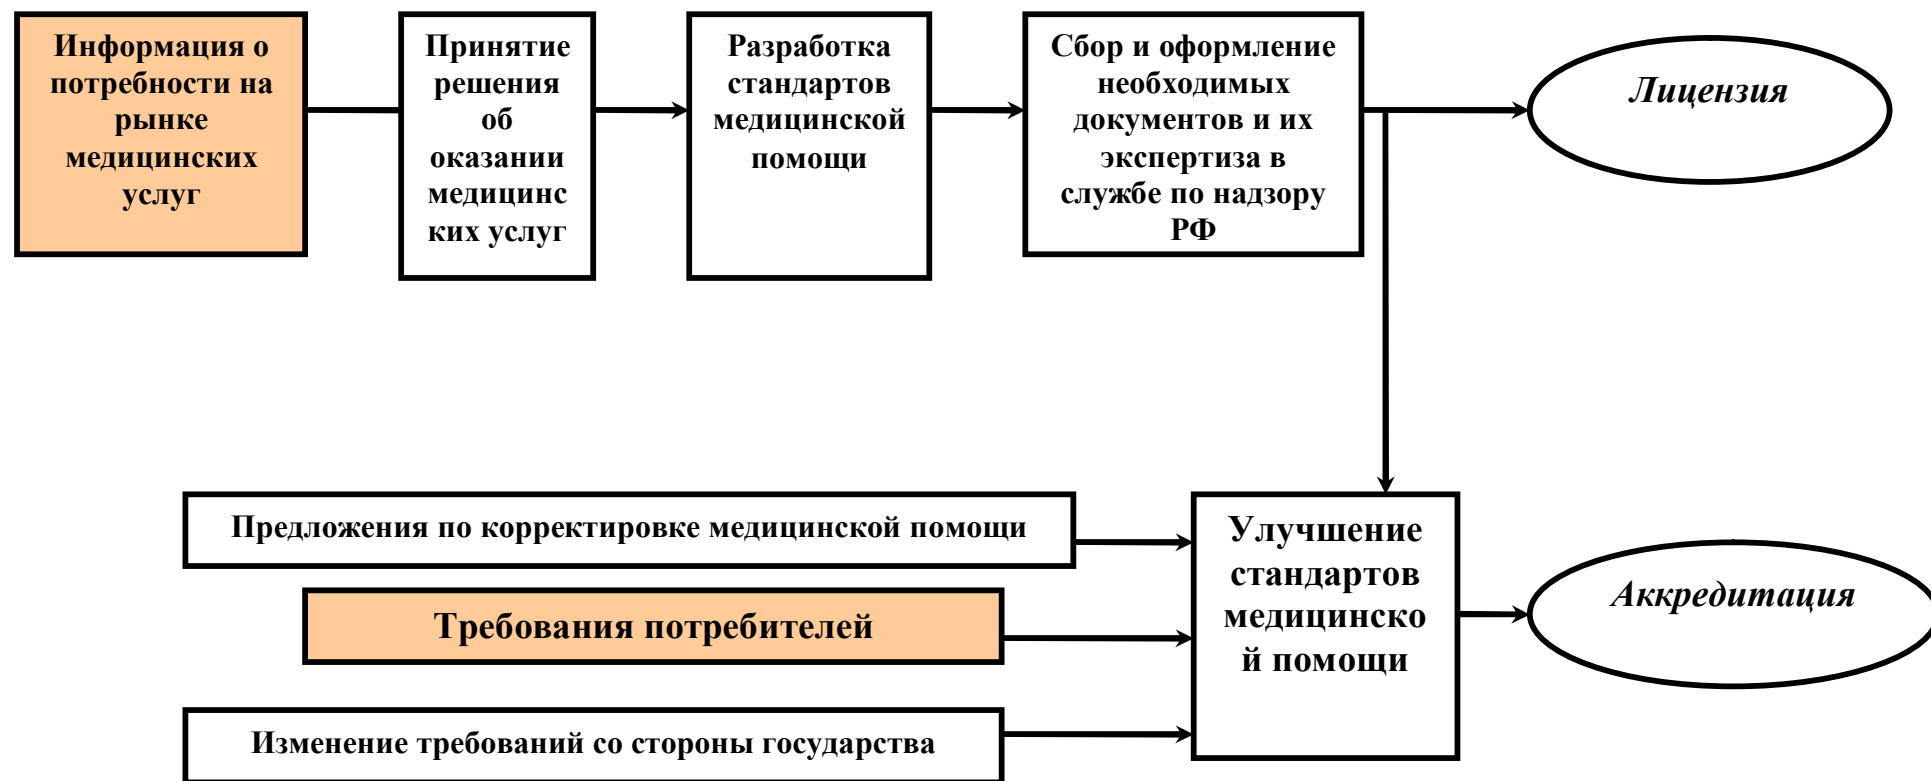 Информация о
потребности на
рынке
медицинских
услуг
Принятие
решения
об
оказании
медицинс
ких услуг
Разработка
стандартов
медицинской
помощи
Сбор и оформление
необходимых
документов и их
экспертиза в
службе по надзору
РФ
Лицензия
Предложения по корректировке медицинской помощи
Требования потребителей
Изменение требований со стороны государства
Улучшение
стандартов
медицинско
й помощи
Аккредитация